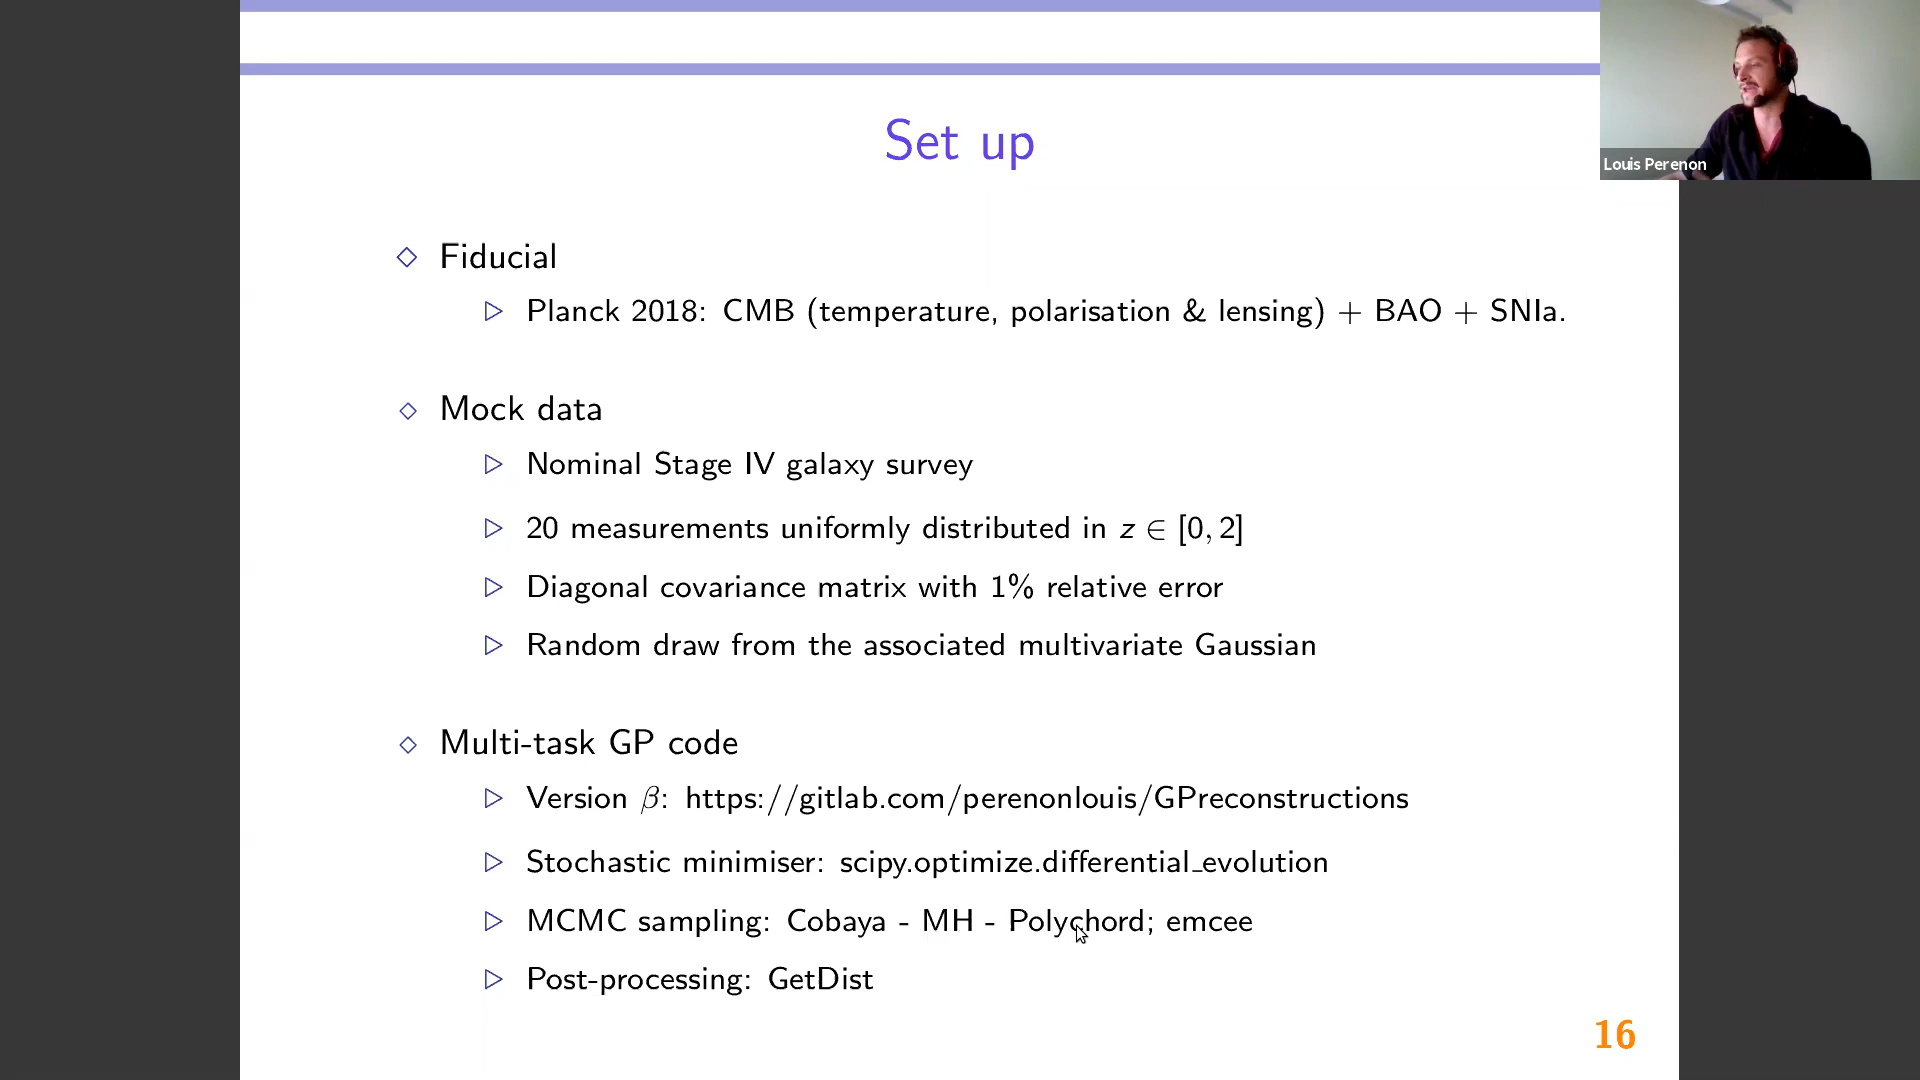 Set up
Louis Perenon
◇ Fiducial
▷ Planck 2018: CMB (temperature, polarisation & lensing) + BAO + SNIa.
◇ Mock data
▷ Nominal Stage IV galaxy survey
▷ 20 measurements uniformly distributed in z ∈ [0, 2]
▷ Diagonal covariance matrix with 1% relative error
▷ Random draw from the associated multivariate Gaussian
◇ Multi-task GP code
▷ Version β: https://gitlab.com/perenonlouis/GPreconstructions
▷ Stochastic minimiser: scipy.optimize.differential_evolution
▷ MCMC sampling: Cobaya - MH - Polychord; emcee
▷ Post-processing: GetDist
16